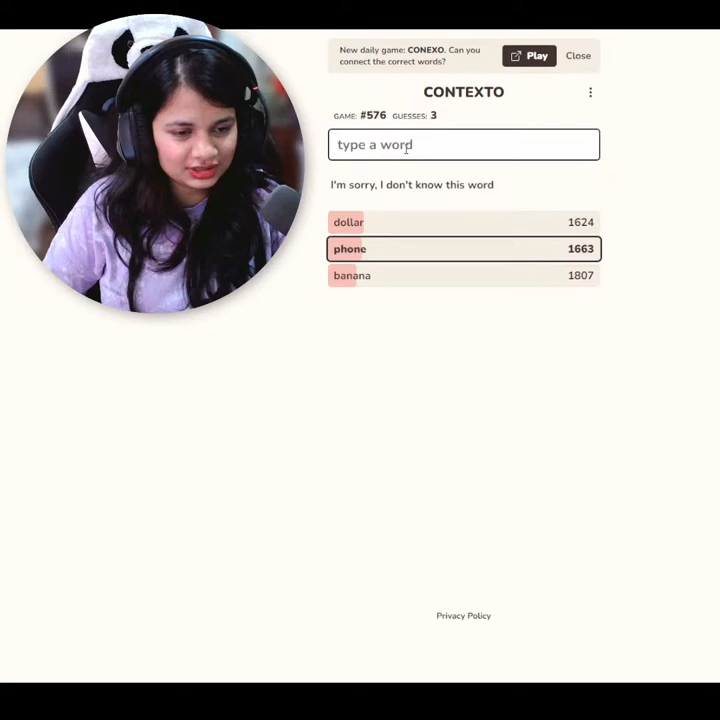 New daily game: CONEXO. Can you
connect the correct words?
Play
Close
CONTEXTO
GAME: #576 GUESSES: 3
type a word
I'm sorry, I don't know this word
dollar 1624
phone 1663
banana 1807
Privacy Policy